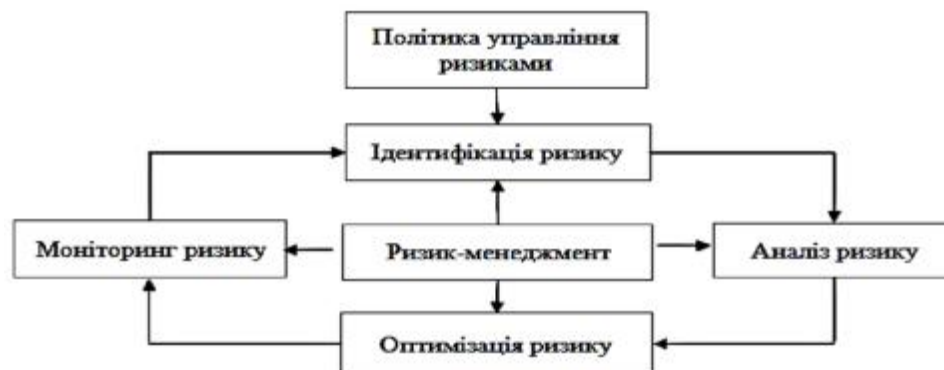 Політика управління
ризиками
Ідентифікація ризику
Моніторинг ризику
Ризик-менеджмент
Аналіз ризику
Оптимізація ризику